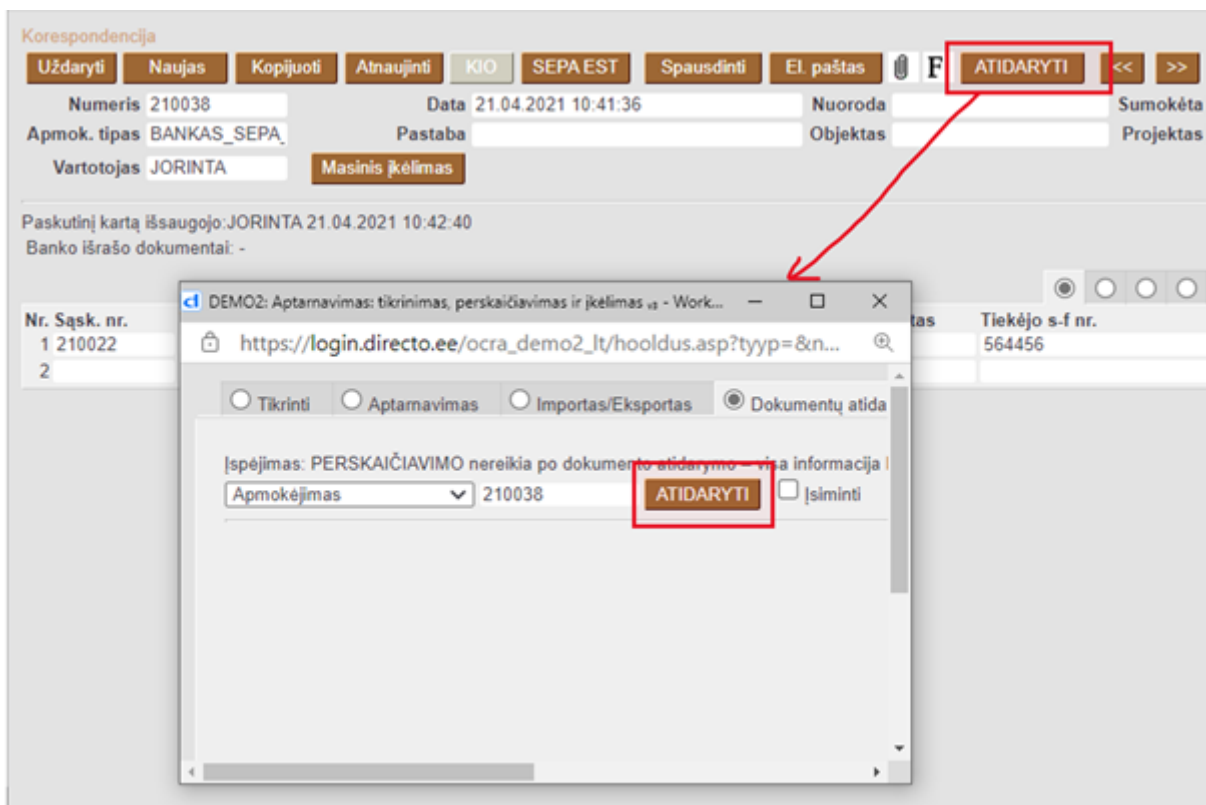 Korespondencija
Uždaryti Naujas Kopijuoti Atnaujinti KIO SEPA EST Spausdinti El. paštas F ATIDARYTI << >>
Numeris 210038 Data 21.04.2021 10:41:36 Nuoroda Sumokėta
Apmok. tipas BANKAS_SEPA_ Pastaba Objektas Projektas
Vartotojas JORINTA Masinis įkėlimas
Paskutinį kartą išsaugojo:JORINTA 21.04.2021 10:42:40
Banko išrašo dokumentai: -
DEMO2: Aptarnavimas: tikrinimas, perskaičiavimas ir įkėlimas - Work...
Nr. Sąsk. nr. tas Tiekėjo s-f nr.
1 210022 https://login.directo.ee/ocra_demo2_lt/hooldus.asp?tyyp=&n... 564456
2
Tikrinti Aptarnavimas Importas/Eksportas Dokumentų atida
Įspėjimas: PERSKAIČIAVIMO nereikia po dokumento atidarymo – visa informacija
Apmokėjimas 210038 ATIDARYTI Įsiminti